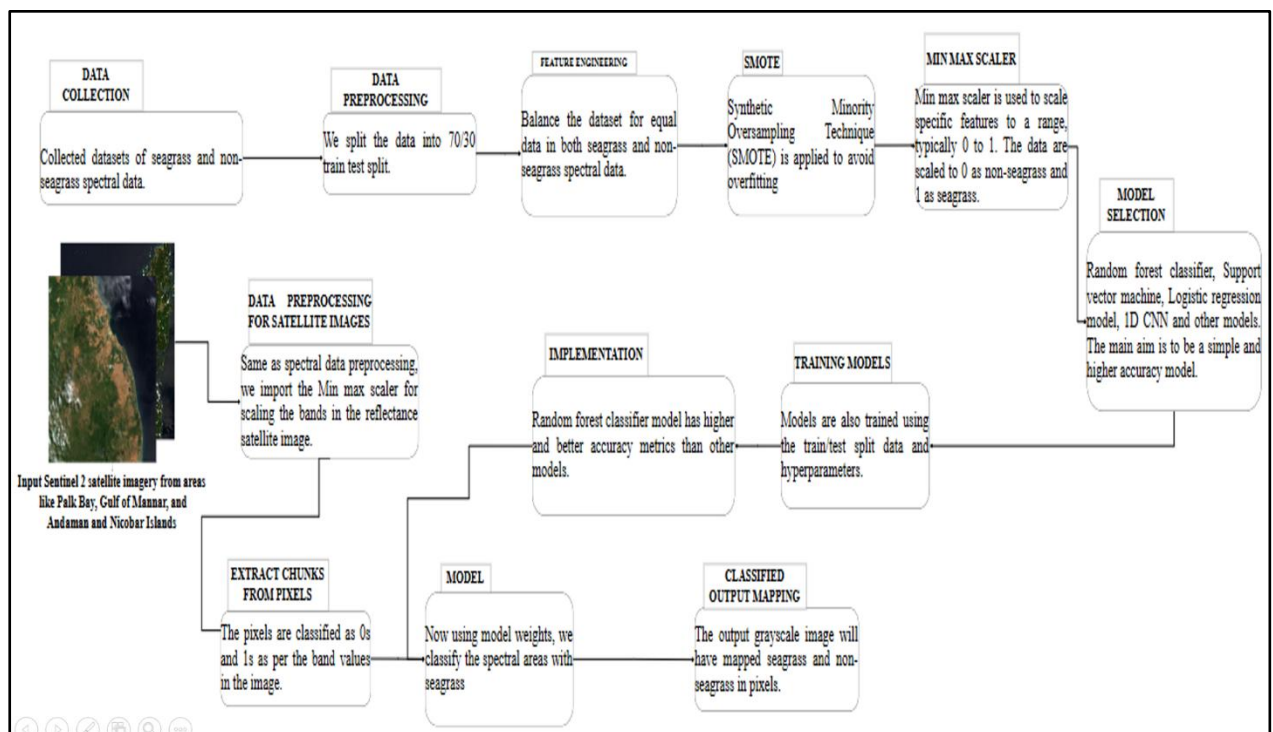 DATA
COLLECTION
Collected datasets of seagrass and non-
seagrass spectral data.
DATA
PREPROCESSING
We split the data into 70/30
train test split.
FEATURE ENGINEERING
Balance the dataset for equal
data in both seagrass and non-
seagrass spectral data.
SMOTE
Synthetic Minority
Oversampling Technique
(SMOTE) is applied to avoid
overfitting
MIN MAX SCALER
Min max scaler is used to scale
specific features to a range,
typically 0 to 1. The data are
scaled to 0 as non-seagrass and
1 as seagrass.
MODEL
SELECTION
Random forest classifier, Support
vector machine, Logistic regression
model, 1D CNN and other models.
The main aim is to be a simple and
higher accuracy model.
TRAINING MODELS
Models are also trained using
the train/test split data and
hyperparameters.
IMPLEMENTATION
Random forest classifier model has higher
and better accuracy metrics than other
models.
Input Sentinel 2 satellite imagery from areas
like Palk Bay, Gulf of Mannar, and
Andaman and Nicobar Islands
DATA PREPROCESSING
FOR SATELLITE IMAGES
Same as spectral data preprocessing,
we import the Min max scaler for
scaling the bands in the reflectance
satellite image.
EXTRACT CHUNKS
FROM PIXELS
The pixels are classified as 0s
and 1s as per the band values
in the image.
MODEL
Now using model weights, we
classify the spectral areas with
seagrass
CLASSIFIED
OUTPUT MAPPING
The output grayscale image will
have mapped seagrass and non-
seagrass in pixels.